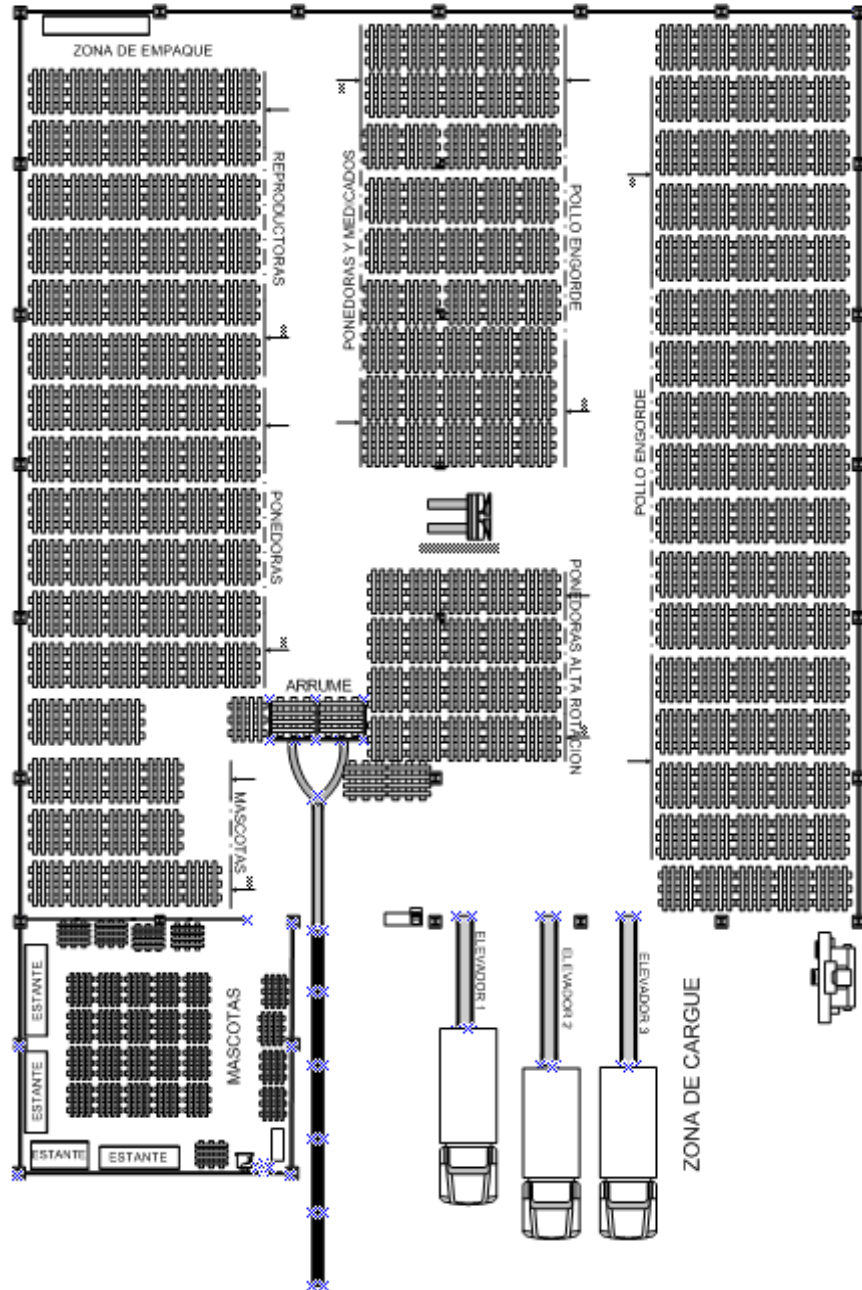 ZONA DE EMPAQUE
REPRODUCTORAS
PONEDORAS Y MEDICADOS
POLLO ENGORDE
POLLO ENGORDE
PONEDORAS
PONEDORAS ALTA ROTACION
ARRUME
MASCOTAS
ESTANTE
ESTANTE
MASCOTAS
ESTANTE
ESTANTE
ELEVADOR 1
ELEVADOR 2
ELEVADOR 3
ZONA DE CARGUE